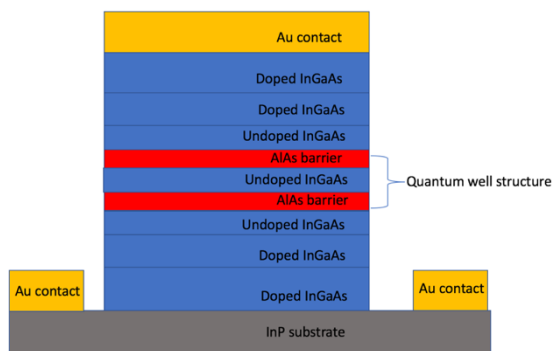 Au contact
Doped InGaAs
Doped InGaAs
Undoped InGaAs
AlAs barrier
Undoped InGaAs
Quantum well structure
AlAs barrier
Undoped InGaAs
Doped InGaAs
Au contact
Au contact
Doped InGaAs
InP substrate